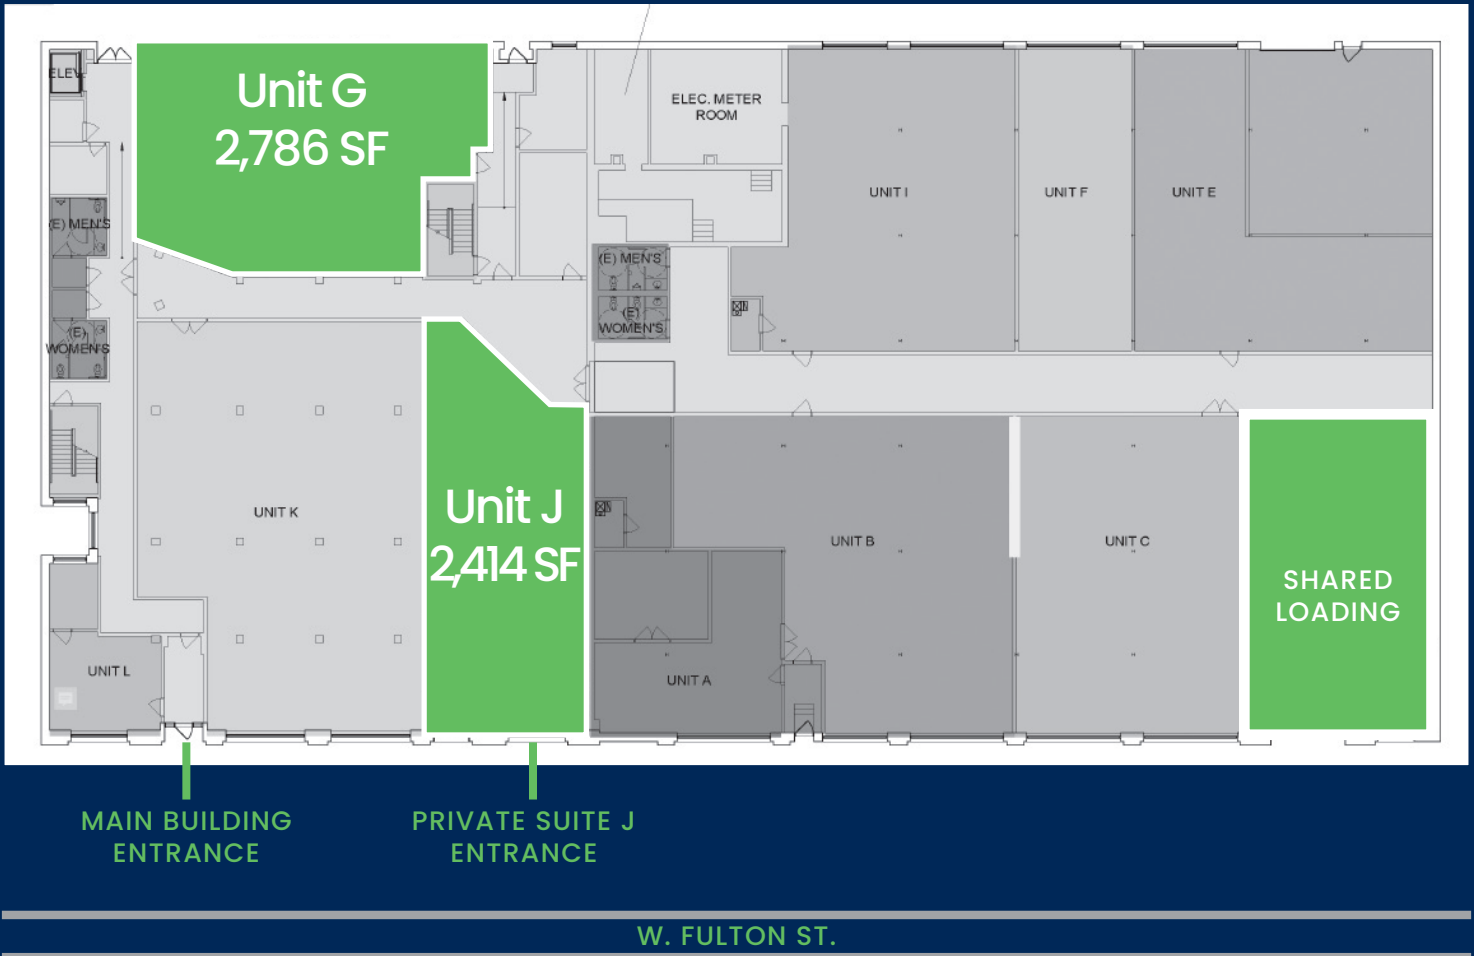 ELEV.
Unit G
2,786 SF
ELEC. METER
ROOM
UNIT I
UNIT F
UNIT E
(E) MEN'S
(E) MEN'S
(E)
WOMEN'S
(E)
WOMEN'S
UNIT K
Unit J
2,414 SF
UNIT B
UNIT C
SHARED
LOADING
UNIT L
UNIT A
MAIN BUILDING
ENTRANCE
PRIVATE SUITE J
ENTRANCE
W. FULTON ST.